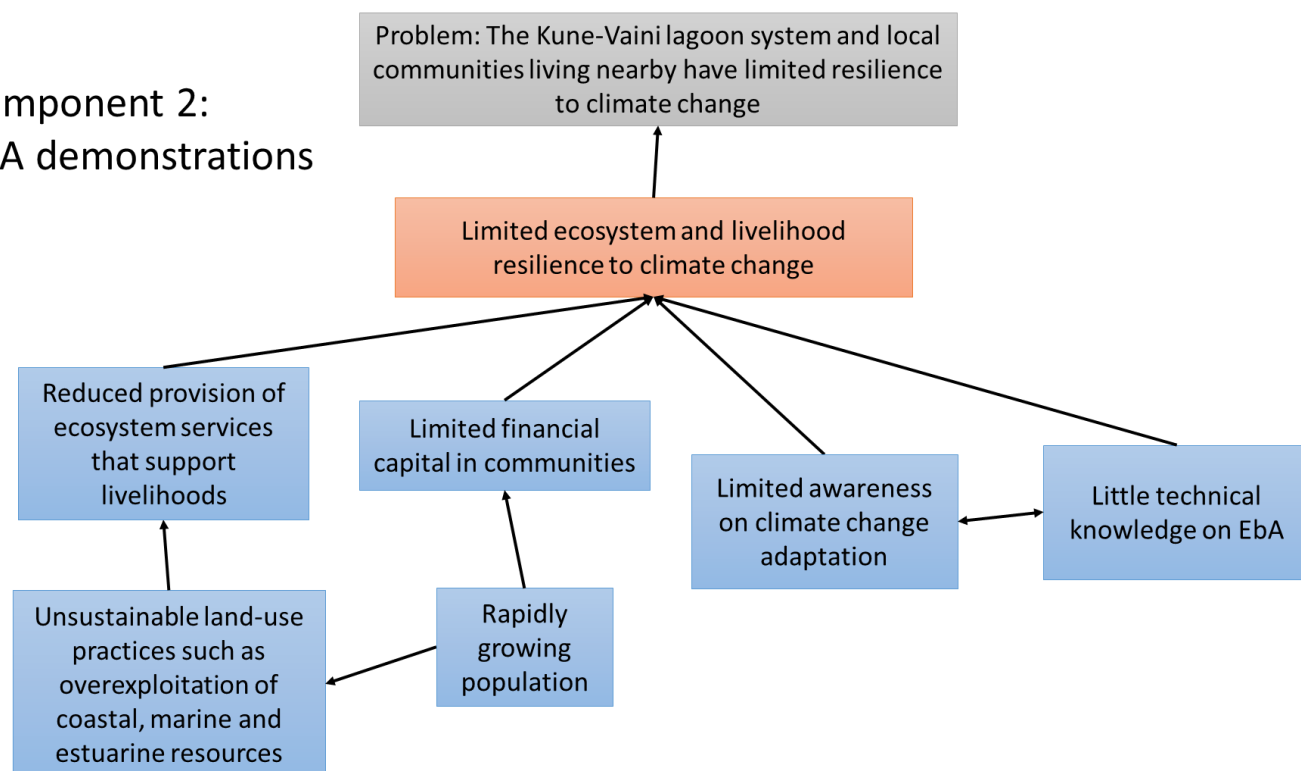 Problem: The Kune-Vaini lagoon system and local
communities living nearby have limited resilience
to climate change
mponent 2:
A demonstrations
Limited ecosystem and livelihood
resilience to climate change
Reduced provision of
ecosystem services
that support
livelihoods
Limited financial
capital in communities
Limited awareness
on climate change
adaptation
Little technical
knowledge on EbA
Unsustainable land-use
practices such as
overexploitation of
coastal, marine and
estuarine resources
Rapidly
growing
population